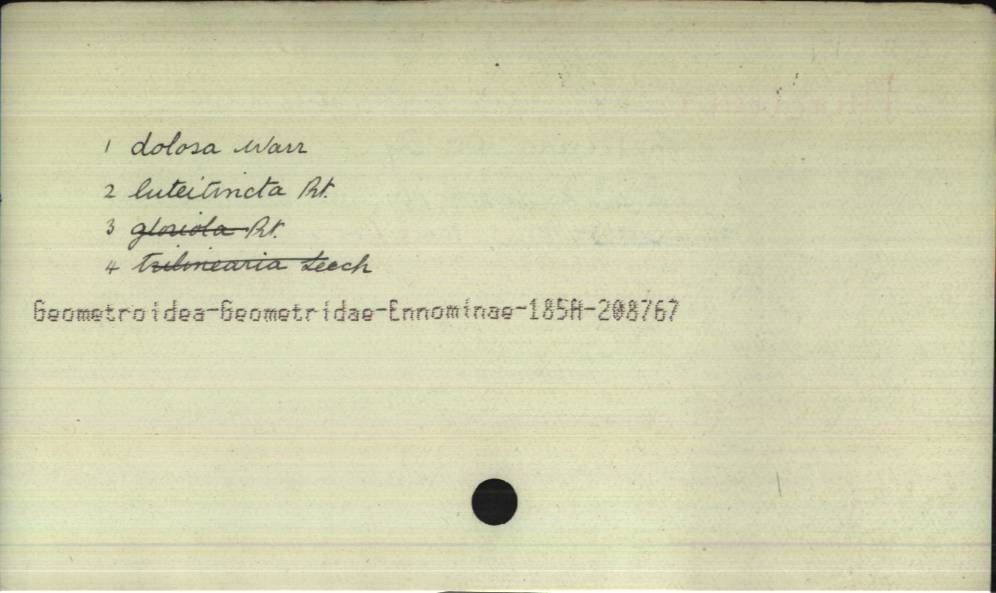 1 dolosa Warr
2 luteitincta Rt.
3 gloriola Rt.
4 trilinearia Leech
Geometroidea-Geometridae-Ennominae-185A-208767